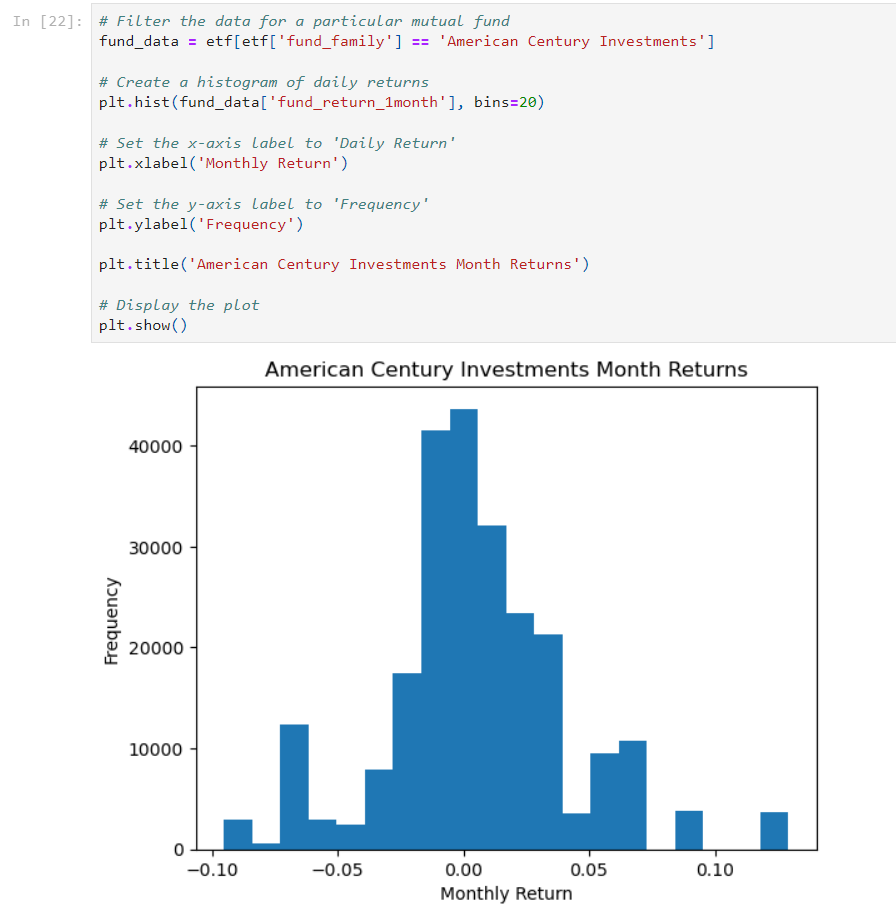 In [22]:
# Filter the data for a particular mutual fund
fund_data = etf[etf['fund_family'] == 'American Century Investments']
# Create a histogram of daily returns
plt.hist(fund_data['fund_return_1month'], bins=20)
# Set the x-axis label to 'Daily Return'
plt.xlabel('Monthly Return')
# Set the y-axis label to 'Frequency'
plt.ylabel('Frequency')
plt.title('American Century Investments Month Returns')
# Display the plot
plt.show()
American Century Investments Month Returns
40000
30000
20000
10000
0
Frequency
−0.10 −0.05 0.00 0.05 0.10
Monthly Return